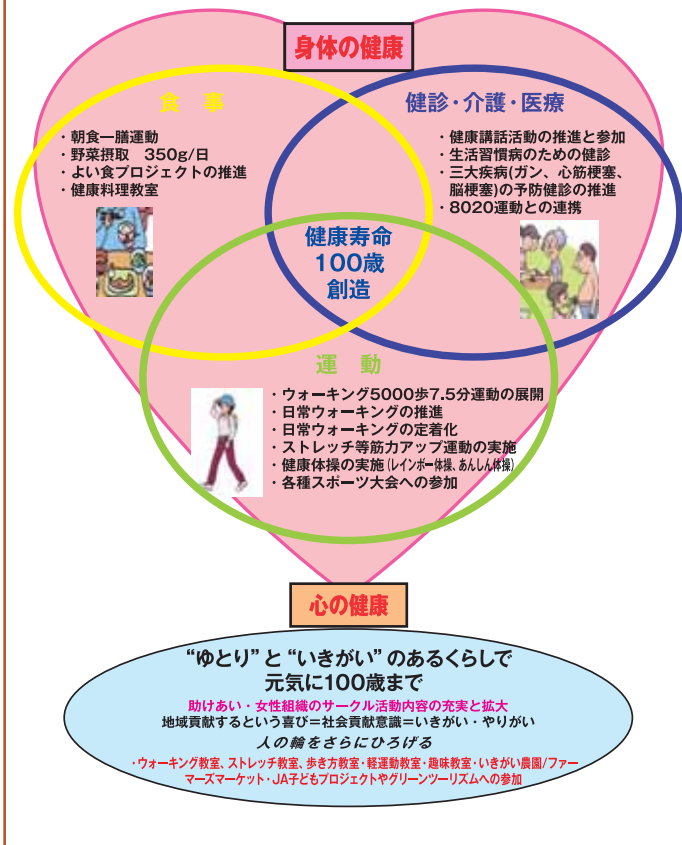 身体の健康
食事
・朝食一膳運動
・野菜摂取　350g/日
・よい食プロジェクトの推進
・健康料理教室
健診・介護・医療
・健康講話活動の推進と参加
・生活習慣病のための健診
・三大疾病(ガン、心筋梗塞、
脳梗塞)の予防健診の推進
・8020運動との連携
健康寿命
100歳
創造
運動
・ウォーキング5000歩7.5分運動の展開
・日常ウォーキングの推進
・日常ウォーキングの定着化
・ストレッチ等筋力アップ運動の実施
・健康体操の実施(レインボー体操、あんしん体操)
・各種スポーツ大会への参加
心の健康
“ゆとり”と“いきがい”のあるくらしで
元気に100歳まで
助けあい・女性組織のサークル活動内容の充実と拡大
地域貢献するという喜び＝社会貢献意識＝いきがい・やりがい
人の輪をさらにひろげる
・ウォーキング教室、ストレッチ教室、歩き方教室・軽運動教室・趣味教室・いきがい農園/ファー
マーズマーケット・JA子どもプロジェクトやグリーンツーリズムへの参加